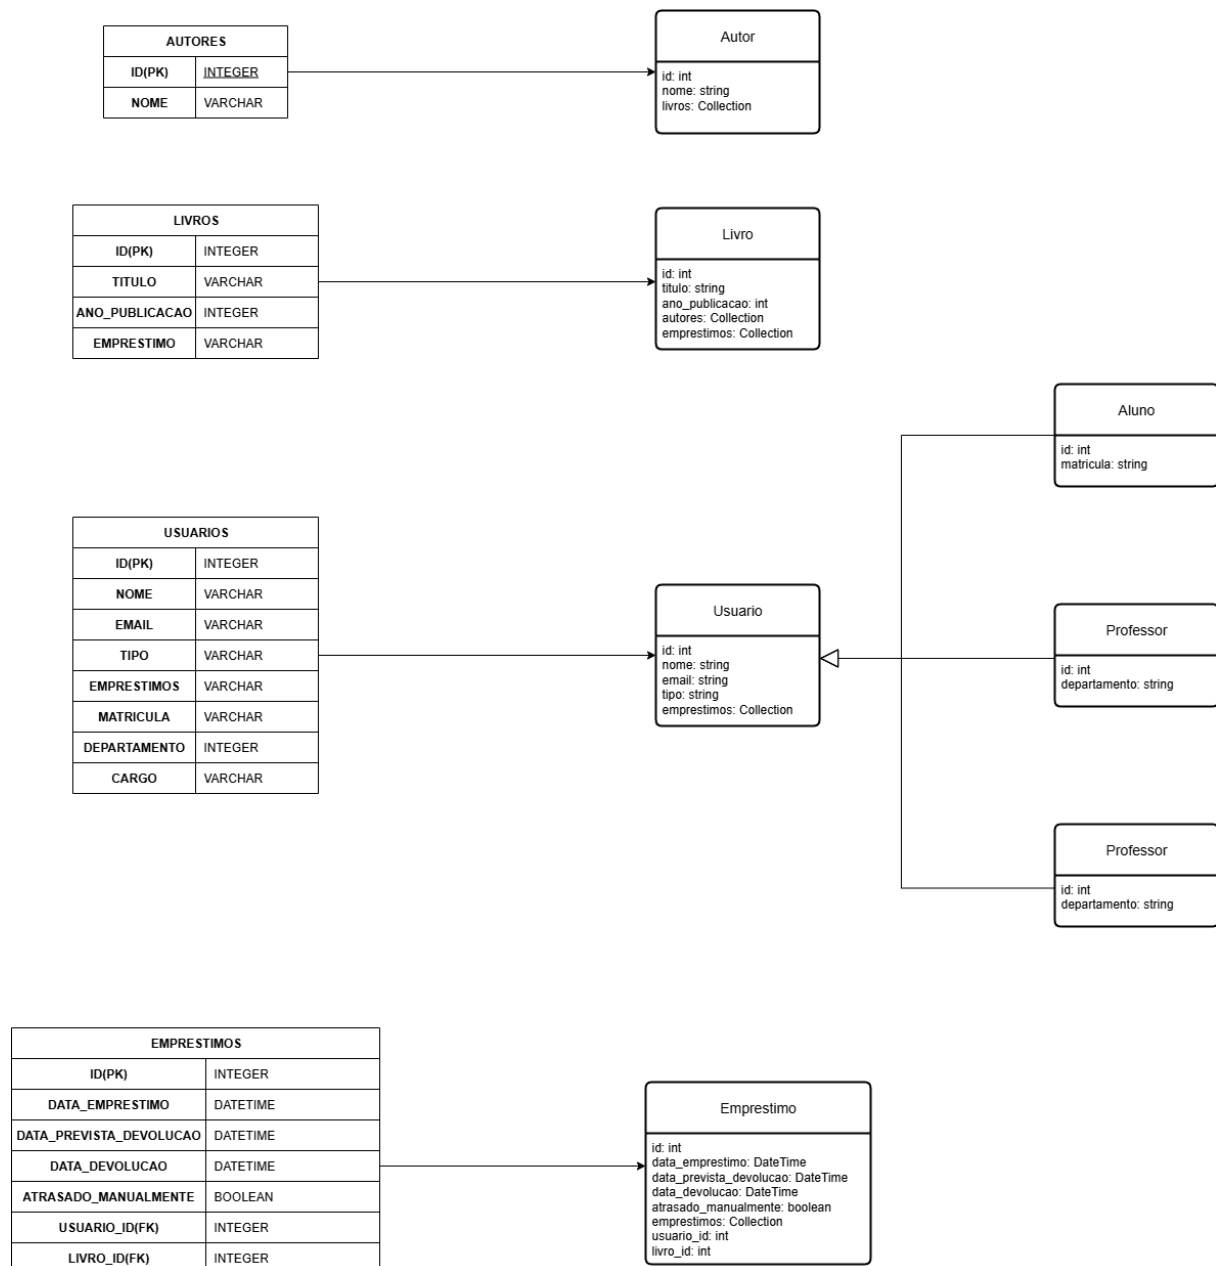 AUTORES
ID(PK) INTEGER
NOME VARCHAR
Autor
id: int
nome: string
livros: Collection
LIVROS
ID(PK) INTEGER
TITULO VARCHAR
ANO_PUBLICACAO INTEGER
EMPRESTIMO VARCHAR
Livro
id: int
titulo: string
ano_publicacao: int
autores: Collection
emprestimos: Collection
Aluno
id: int
matricula: string
USUARIOS
ID(PK) INTEGER
NOME VARCHAR
EMAIL VARCHAR
TIPO VARCHAR
EMPRESTIMOS VARCHAR
MATRICULA VARCHAR
DEPARTAMENTO INTEGER
CARGO VARCHAR
Usuario
id: int
nome: string
email: string
tipo: string
emprestimos: Collection
Professor
id: int
departamento: string
Professor
id: int
departamento: string
EMPRESTIMOS
ID(PK) INTEGER
DATA_EMPRESTIMO DATETIME
DATA_PREVISTA_DEVOLUCAO DATETIME
DATA_DEVOLUCAO DATETIME
ATRASADO_MANUALMENTE BOOLEAN
USUARIO_ID(FK) INTEGER
LIVRO_ID(FK) INTEGER
Emprestimo
id: int
data_emprestimo: DateTime
data_prevista_devolucao: DateTime
data_devolucao: DateTime
atrasado_manualmente: boolean
emprestimos: Collection
usuario_id: int
livro_id: int